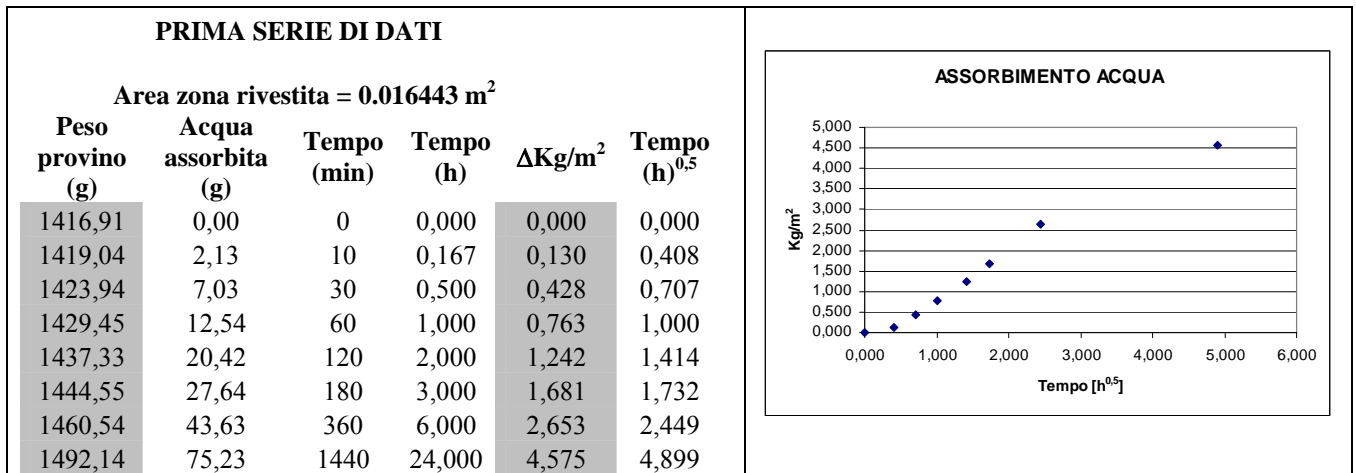 PRIMA SERIE DI DATI
Area zona rivestita = 0.016443 m²
Peso provino (g) Acqua assorbita (g) Tempo (min) Tempo (h) ΔKg/m² Tempo (h)^0,5
1416,91 0,00 0 0,000 0,000 0,000
1419,04 2,13 10 0,167 0,130 0,408
1423,94 7,03 30 0,500 0,428 0,707
1429,45 12,54 60 1,000 0,763 1,000
1437,33 20,42 120 2,000 1,242 1,414
1444,55 27,64 180 3,000 1,681 1,732
1460,54 43,63 360 6,000 2,653 2,449
1492,14 75,23 1440 24,000 4,575 4,899
ASSORBIMENTO ACQUA
5,000
4,500
4,000
3,500
3,000
2,500
2,000
1,500
1,000
0,500
0,000
Kg/m²
0,000 1,000 2,000 3,000 4,000 5,000 6,000
Tempo [h^0,5]